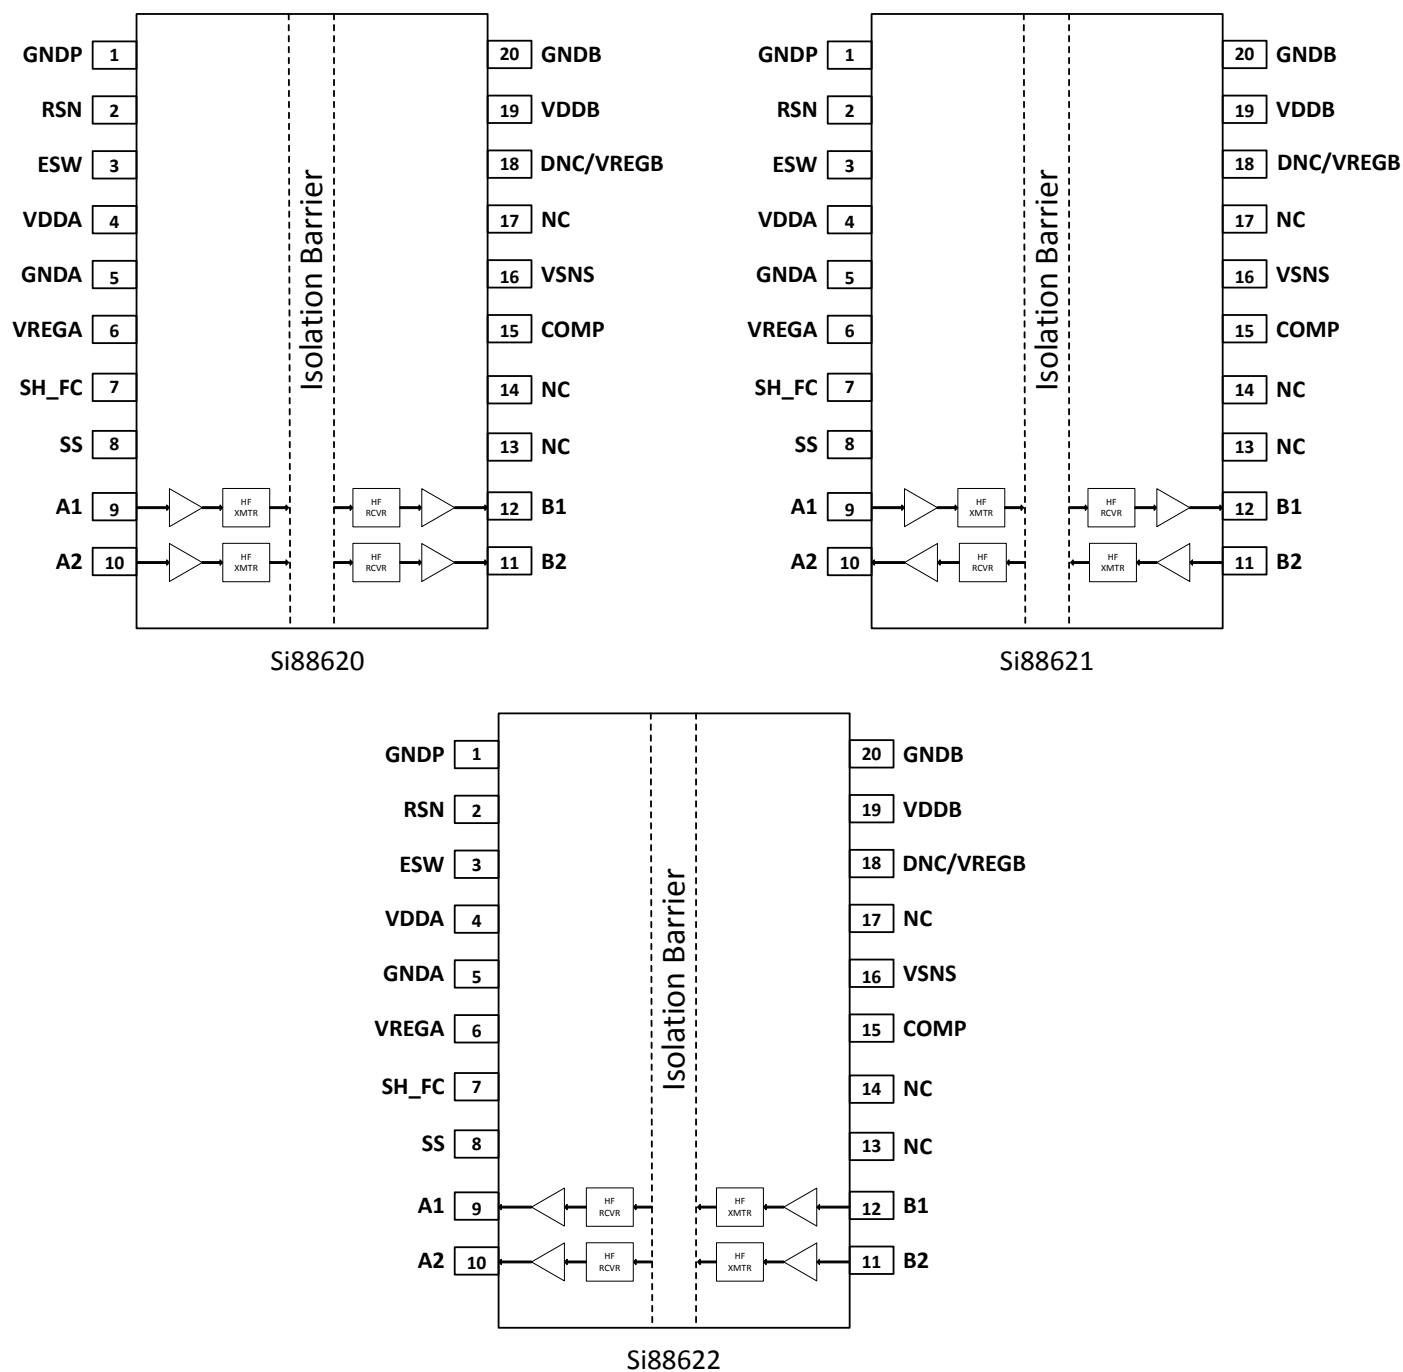 GNDP 1 20 GNDB
RSN 2 19 VDDB
ESW 3 18 DNC/VREGB
VDDA 4 17 NC
GNDA 5 16 VSNS
VREGA 6 15 COMP
SH_FC 7 14 NC
SS 8 13 NC
A1 9 HF XMTR HF RCVR 12 B1
A2 10 HF XMTR HF RCVR 11 B2
Isolation Barrier
Si88620
GNDP 1 20 GNDB
RSN 2 19 VDDB
ESW 3 18 DNC/VREGB
VDDA 4 17 NC
GNDA 5 16 VSNS
VREGA 6 15 COMP
SH_FC 7 14 NC
SS 8 13 NC
A1 9 HF XMTR HF RCVR 12 B1
A2 10 HF RCVR HF XMTR 11 B2
Isolation Barrier
Si88621
GNDP 1 20 GNDB
RSN 2 19 VDDB
ESW 3 18 DNC/VREGB
VDDA 4 17 NC
GNDA 5 16 VSNS
VREGA 6 15 COMP
SH_FC 7 14 NC
SS 8 13 NC
A1 9 HF RCVR HF XMTR 12 B1
A2 10 HF RCVR HF XMTR 11 B2
Isolation Barrier
Si88622